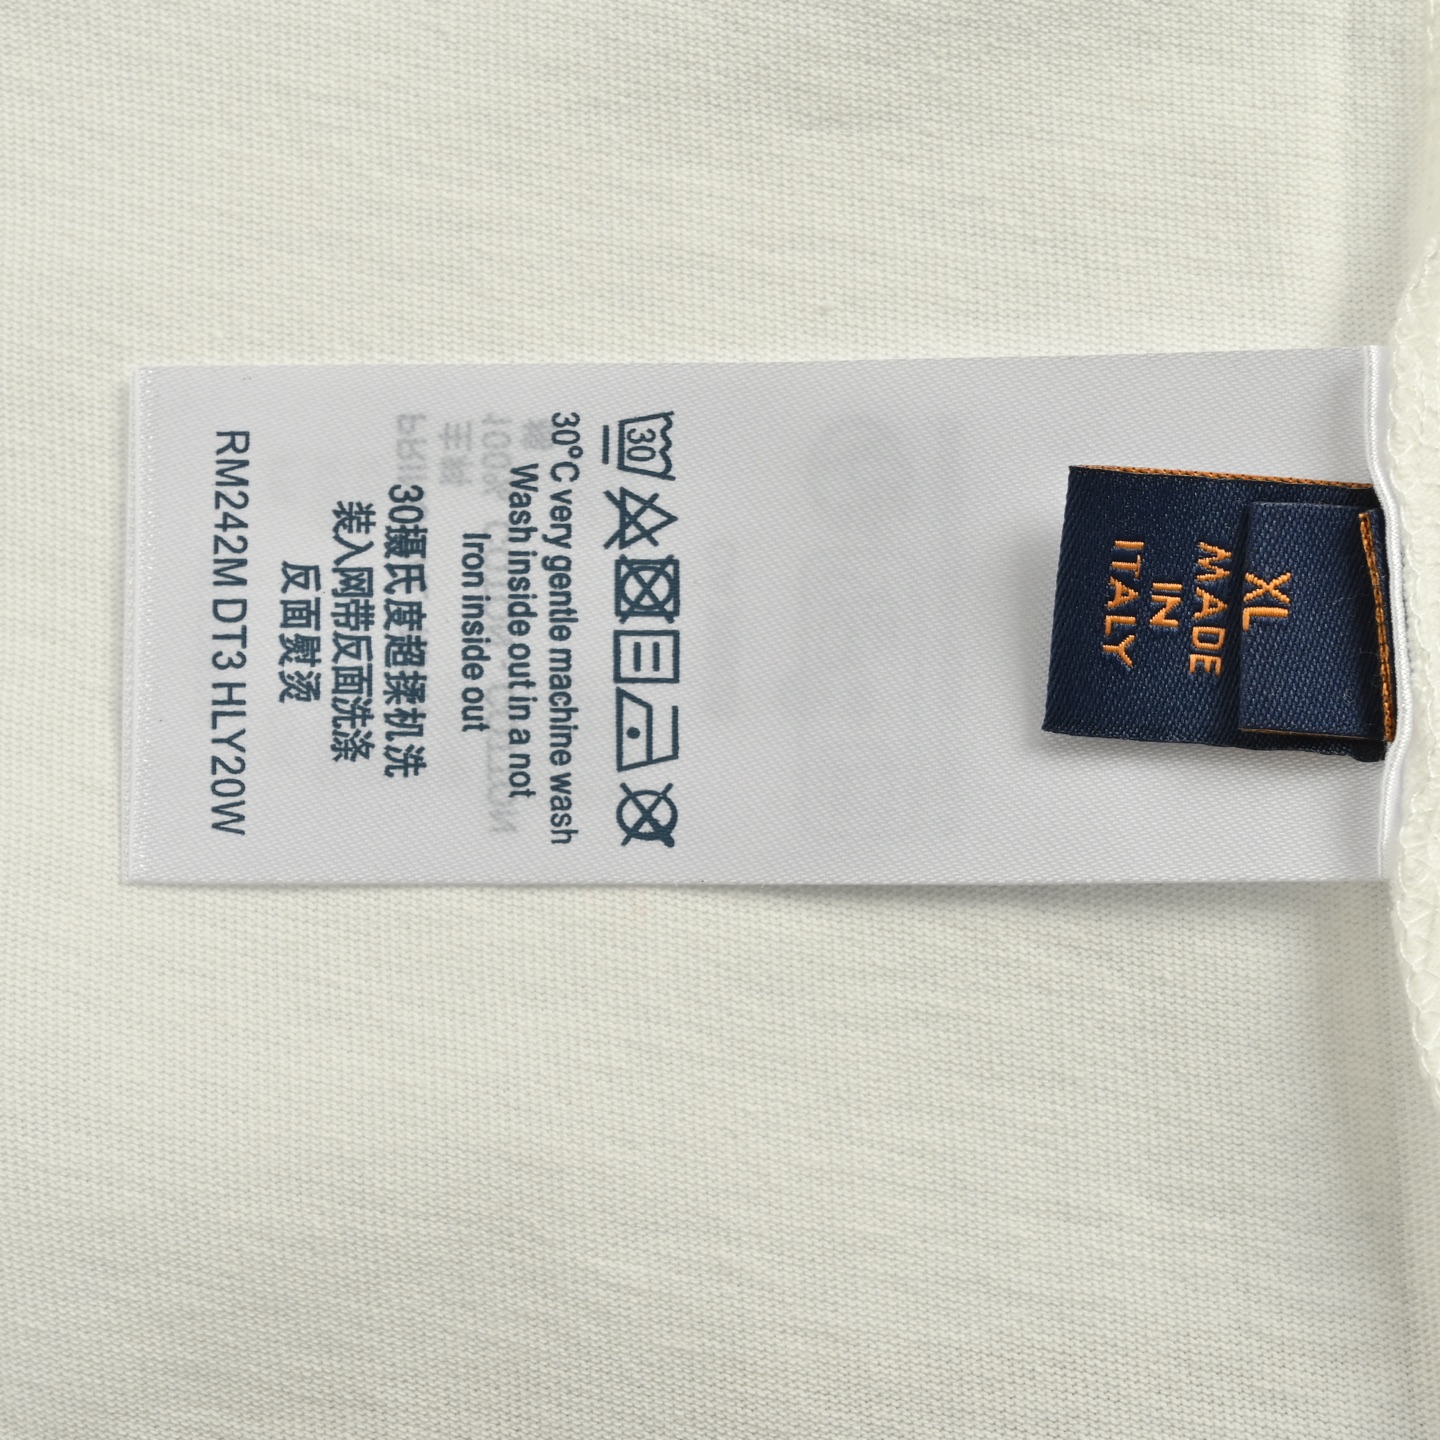 XL
MADE
IN
ITALY
30
30°C very gentle machine wash
Wash inside out in a not
Iron inside out
30摄氏度超揉机洗
装入网带反面洗涤
反面熨烫
RM242M DT3 HLY20W